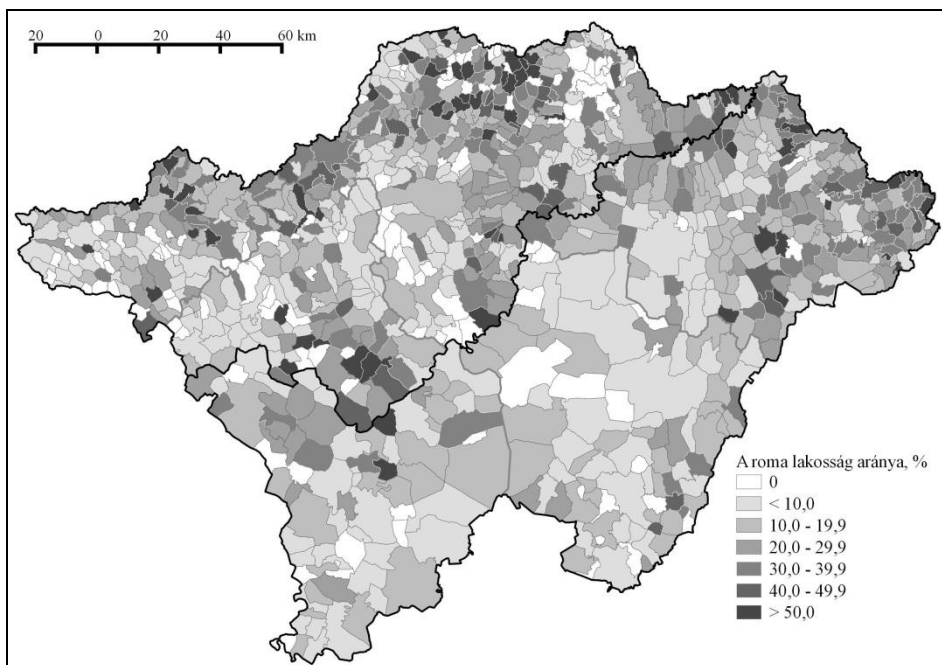 20 0 20 40 60 km
A roma lakosság aránya, %
0
< 10,0
10,0 - 19,9
20,0 - 29,9
30,0 - 39,9
40,0 - 49,9
> 50,0